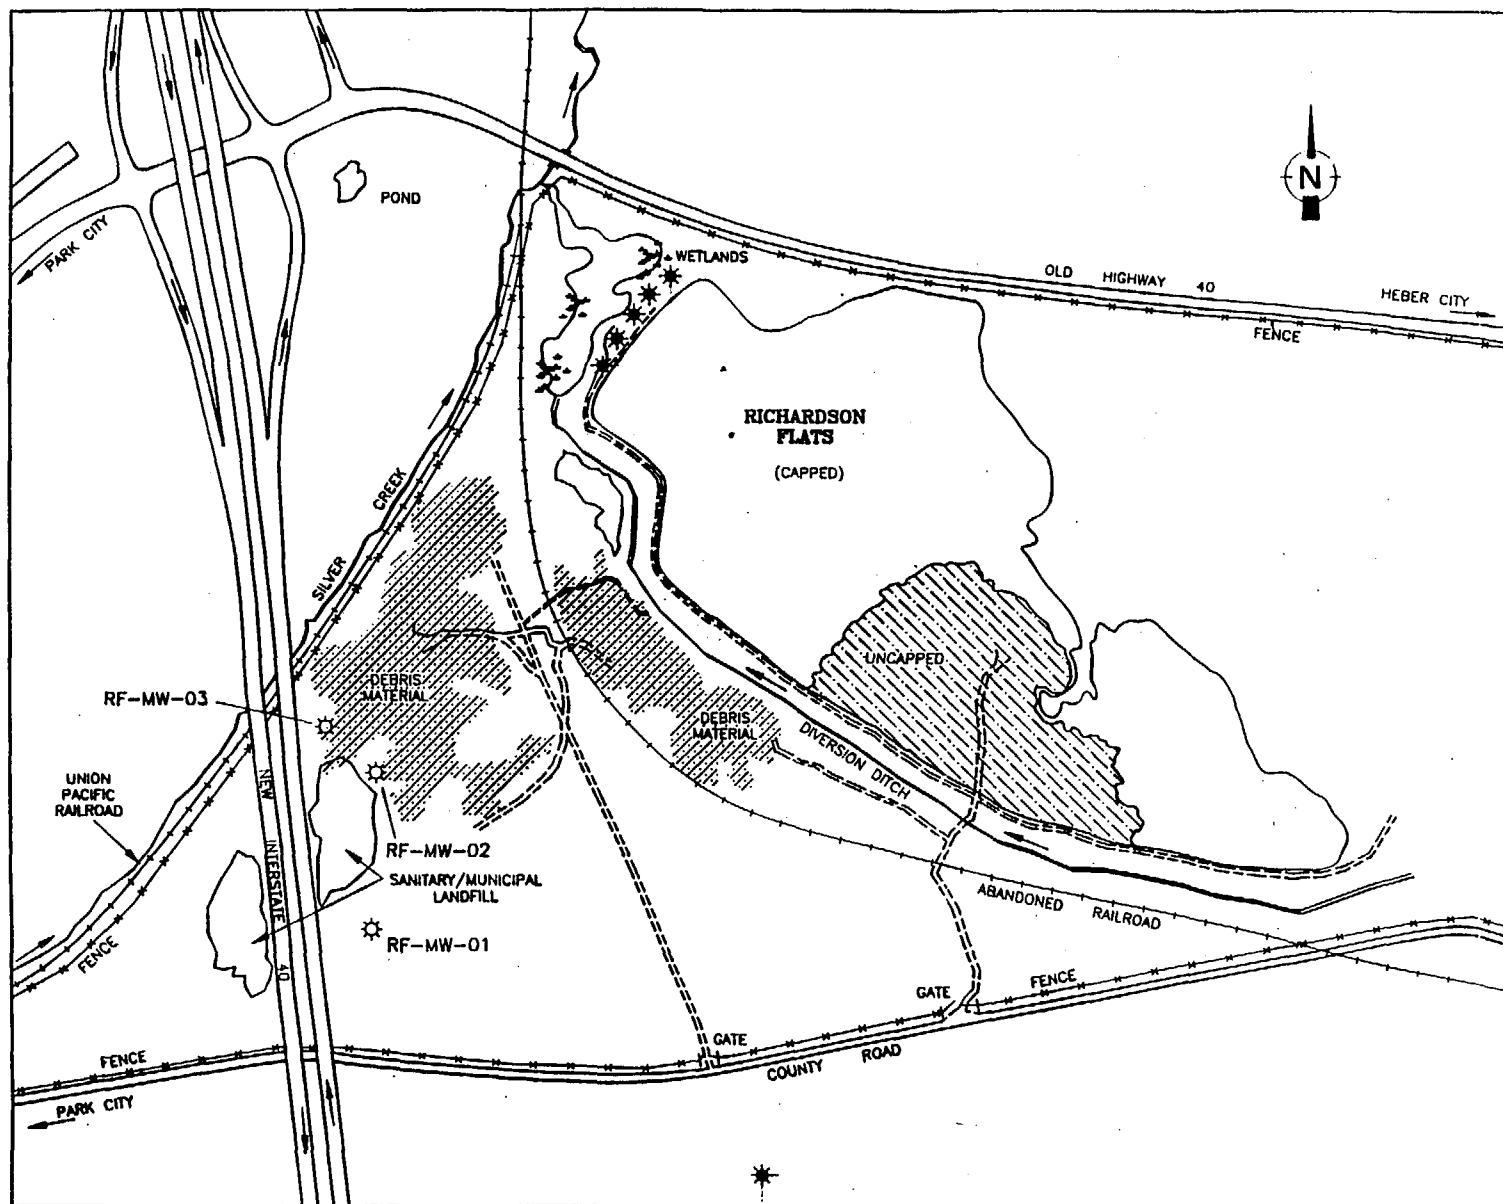 POND
PARK CITY
N
WETLANDS
OLD HIGHWAY 40
HEBER CITY
FENCE
RICHARDSON
FLATS
(CAPPED)
CREEK
SILVER
UNCAPPED
DEBRIS
MATERIAL
RF-MW-03
DEBRIS
MATERIAL
DIVERSION DITCH
UNION
PACIFIC
RAILROAD
NEW INTERSTATE 40
RF-MW-02
SANITARY/MUNICIPAL
LANDFILL
ABANDONED RAILROAD
RF-MW-01
FENCE
GATE
FENCE
GATE
FENCE
COUNTY ROAD
PARK CITY